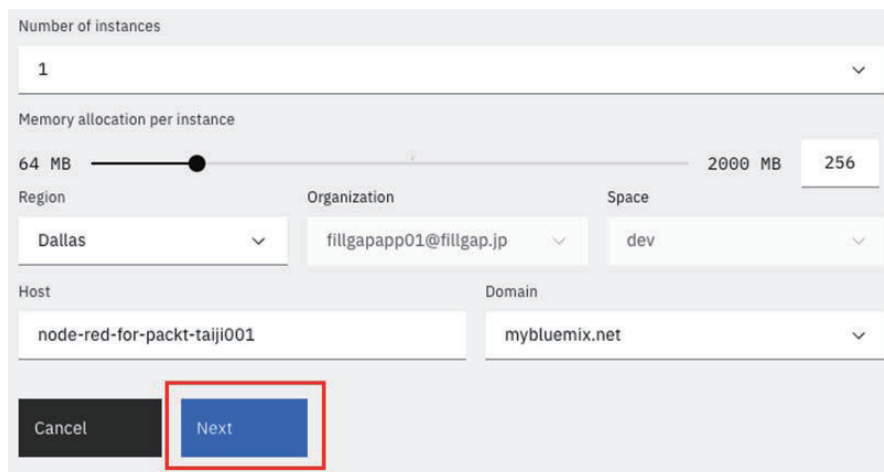 Number of instances
1
Memory allocation per instance
64 MB 2000 MB 256
Region Organization Space
Dallas fillgapapp01@fillgap.jp dev
Host Domain
node-red-for-packt-taiji001 mybluemix.net
Cancel Next